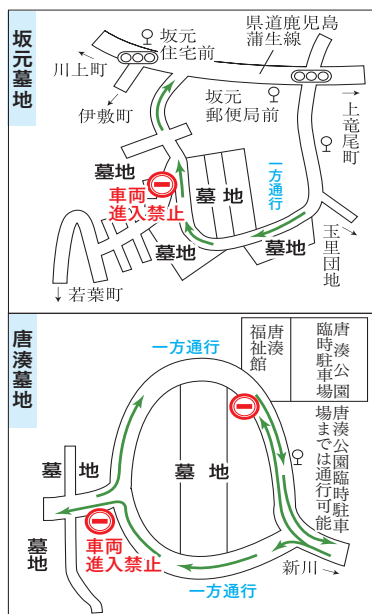 坂元墓地
坂元
住宅前
県道鹿児島
蒲生線
川上町
伊敷町
坂元
郵便局前
上竜尾町
墓地
車両
進入禁止
墓地
一方通行
墓地
墓地
玉里団地
若葉町
唐湊墓地
一方通行
唐湊
福祉館
唐湊公園
臨時駐車場
唐湊公園臨時駐車
場までは通行可能
墓地
墓地
墓地
車両
進入禁止
一方通行
新川